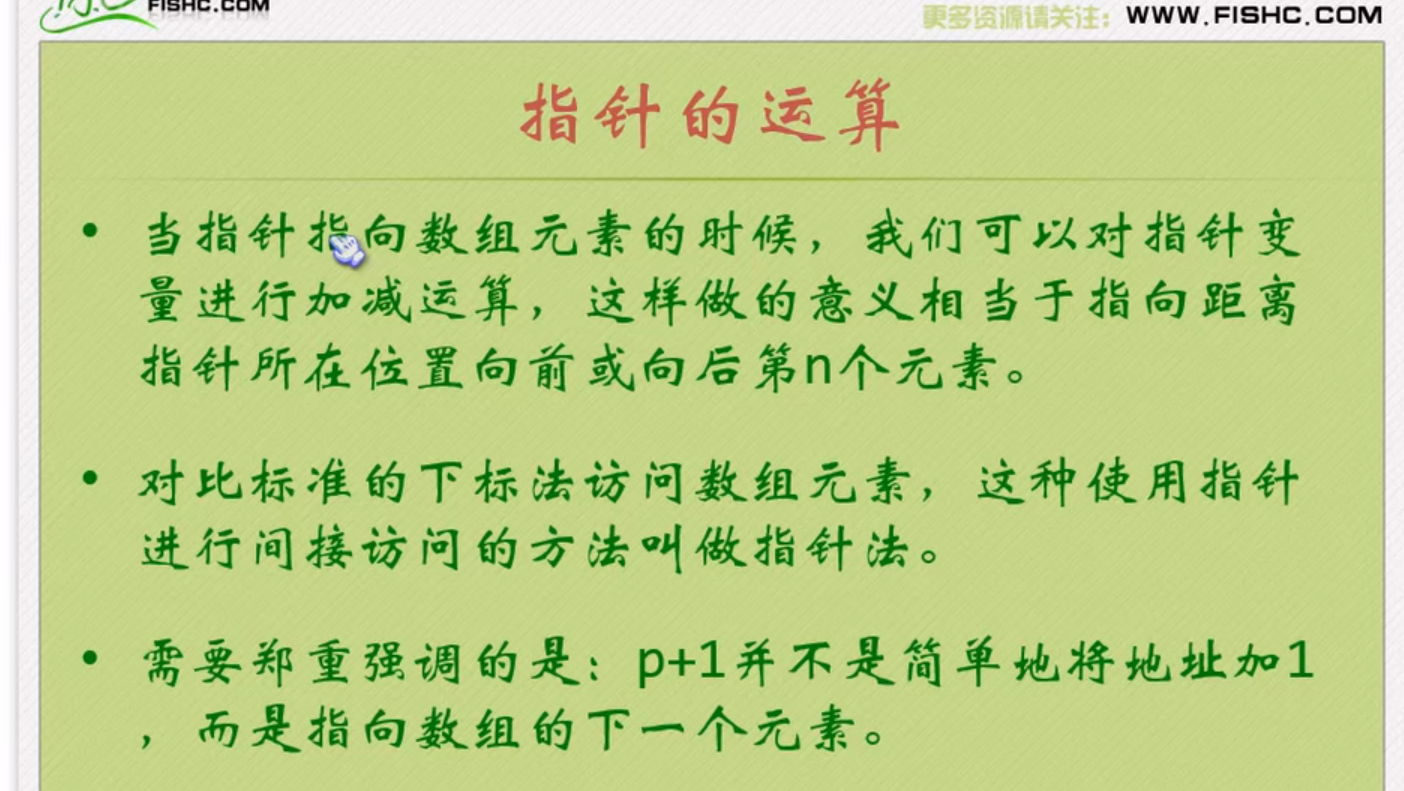 FISHC.COM
更多资源请关注：WWW.FISHC.COM
指针的运算
• 当指针指向数组元素的时候，我们可以对指针变
量进行加减运算，这样做的意义相当于指向距离
指针所在位置向前或向后第n个元素。
• 对比标准的下标法访问数组元素，这种使用指针
进行间接访问的方法叫做指针法。
• 需要郑重强调的是：p+1并不是简单地将地址加1
，而是指向数组的下一个元素。